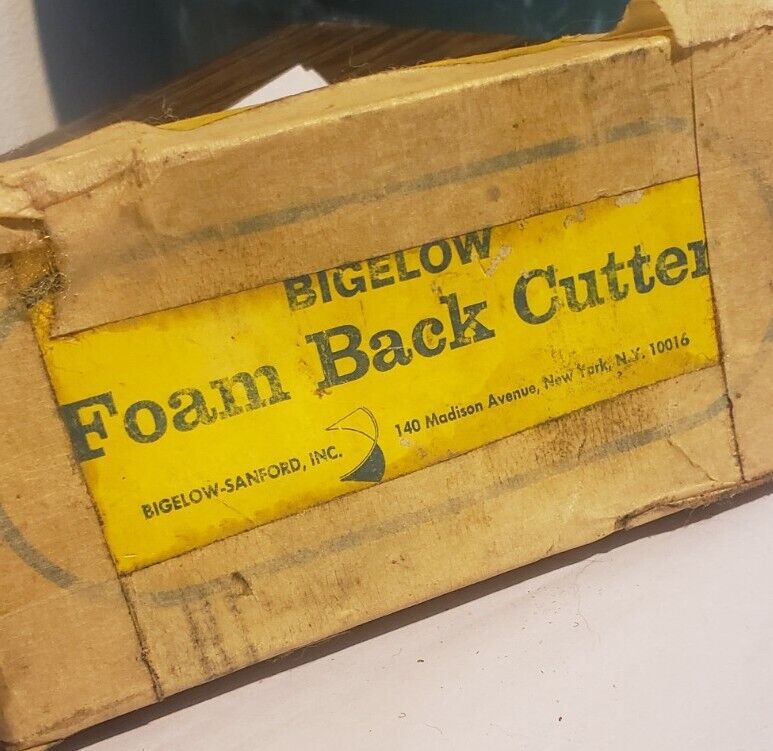 BIGELOW
Foam Back Cutter
BIGELOW-SANFORD, INC.
140 Madison Avenue, New York, N.Y. 10016